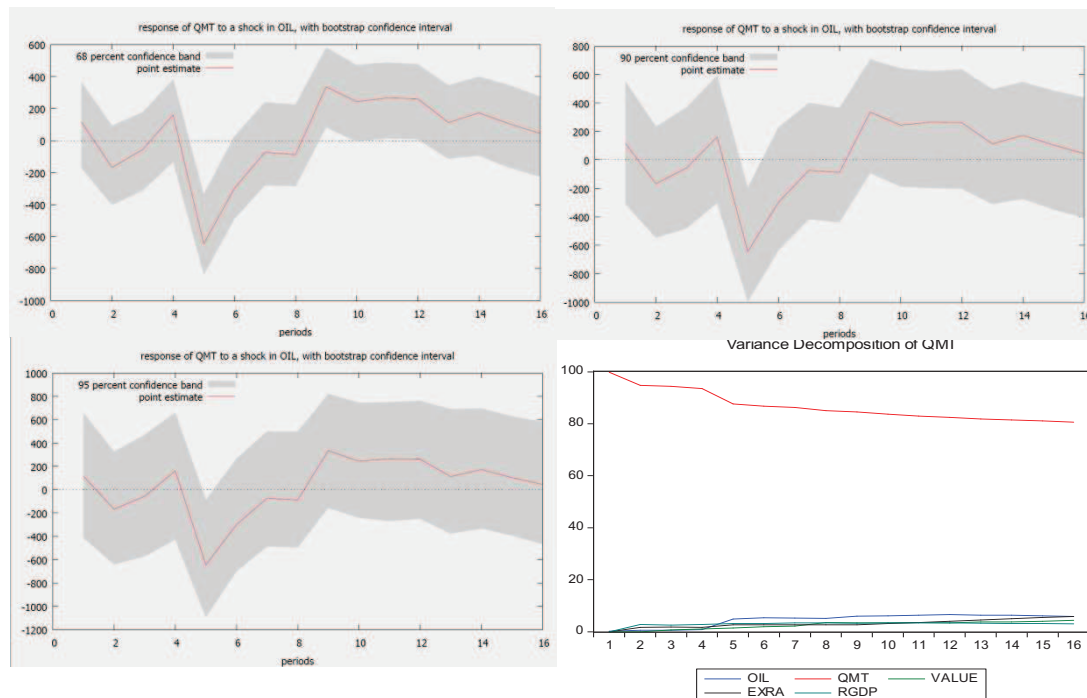 response of QMT to a shock in OIL, with bootstrap confidence interval
600
400
200
0
-200
-400
-600
-800
-1000
68 percent confidence band
point estimate
0 2 4 6 8 10 12 14 16
periods
response of QMT to a shock in OIL, with bootstrap confidence interval
800
600
400
200
0
-200
-400
-600
-800
-1000
90 percent confidence band
point estimate
0 2 4 6 8 10 12 14 16
periods
response of QMT to a shock in OIL, with bootstrap confidence interval
1000
800
600
400
200
0
-200
-400
-600
-800
-1000
-1200
95 percent confidence band
point estimate
0 2 4 6 8 10 12 14 16
periods
Variance Decomposition of QMT
100
80
60
40
20
0
1 2 3 4 5 6 7 8 9 10 11 12 13 14 15 16
OIL QMT VALUE
EXRA RGDP